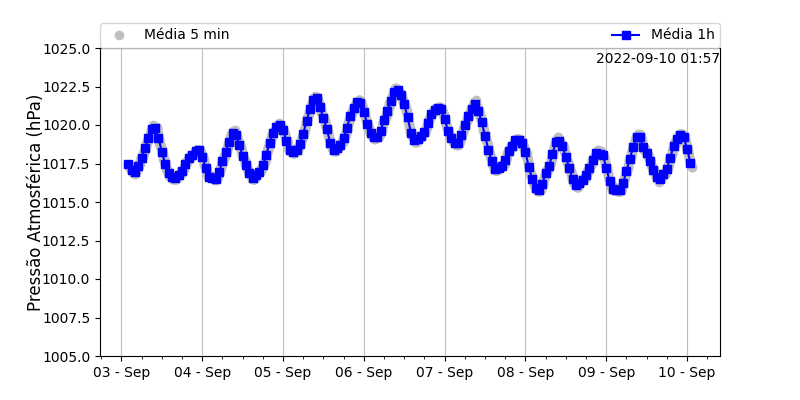 Média 5 min
Média 1h
2022-09-10 01:57
Pressão Atmosférica (hPa)
1025.0
1022.5
1020.0
1017.5
1015.0
1012.5
1010.0
1007.5
1005.0
03 - Sep
04 - Sep
05 - Sep
06 - Sep
07 - Sep
08 - Sep
09 - Sep
10 - Sep